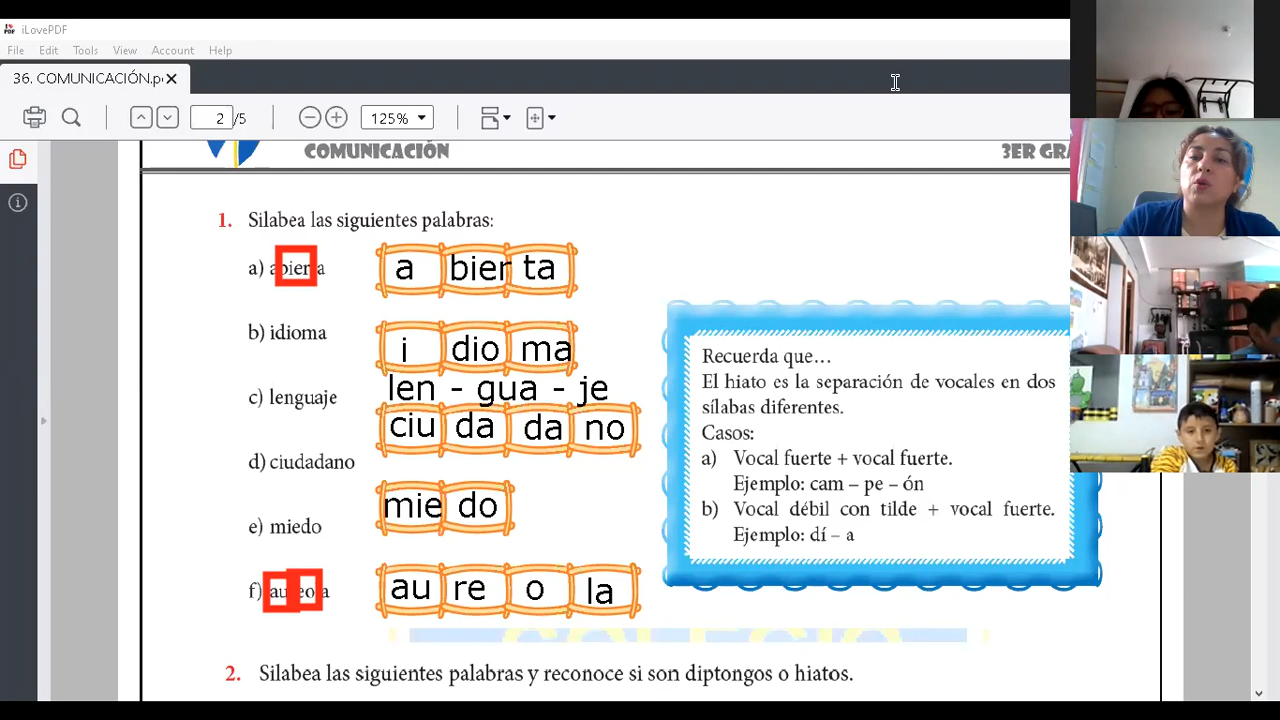 iLovePDF
File Edit Tools View Account Help
36. COMUNICACIÓN.p
2 /5 125%
COMUNICACIÓN 3ER GRA
1. Silabea las siguientes palabras:
a) abierta a bier ta
b) idioma i dio ma
c) lenguaje len - gua - je
d) ciudadano ciu da da no
e) miedo mie do
f) aureola au re o la
Recuerda que…
El hiato es la separación de vocales en dos
sílabas diferentes.
Casos:
a) Vocal fuerte + vocal fuerte.
Ejemplo: cam – pe – ón
b) Vocal débil con tilde + vocal fuerte.
Ejemplo: dí – a
COLEGIO
2. Silabea las siguientes palabras y reconoce si son diptongos o hiatos.